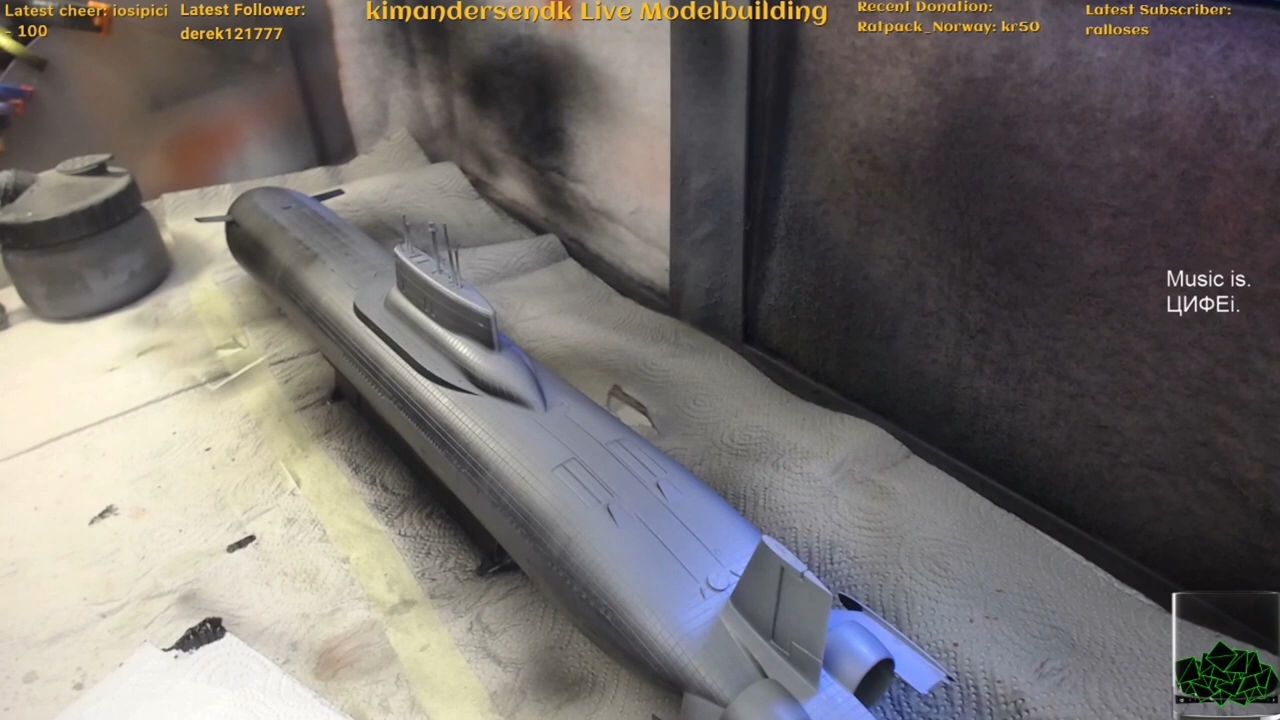 Latest cheer: iosipici
- 100
Latest Follower:
derek121777
kimandersendk Live Modelbuilding
Recent Donation:
Ratpack_Norway: kr50
Latest Subscriber:
ralloses
Music is.
ЦИФЕi.